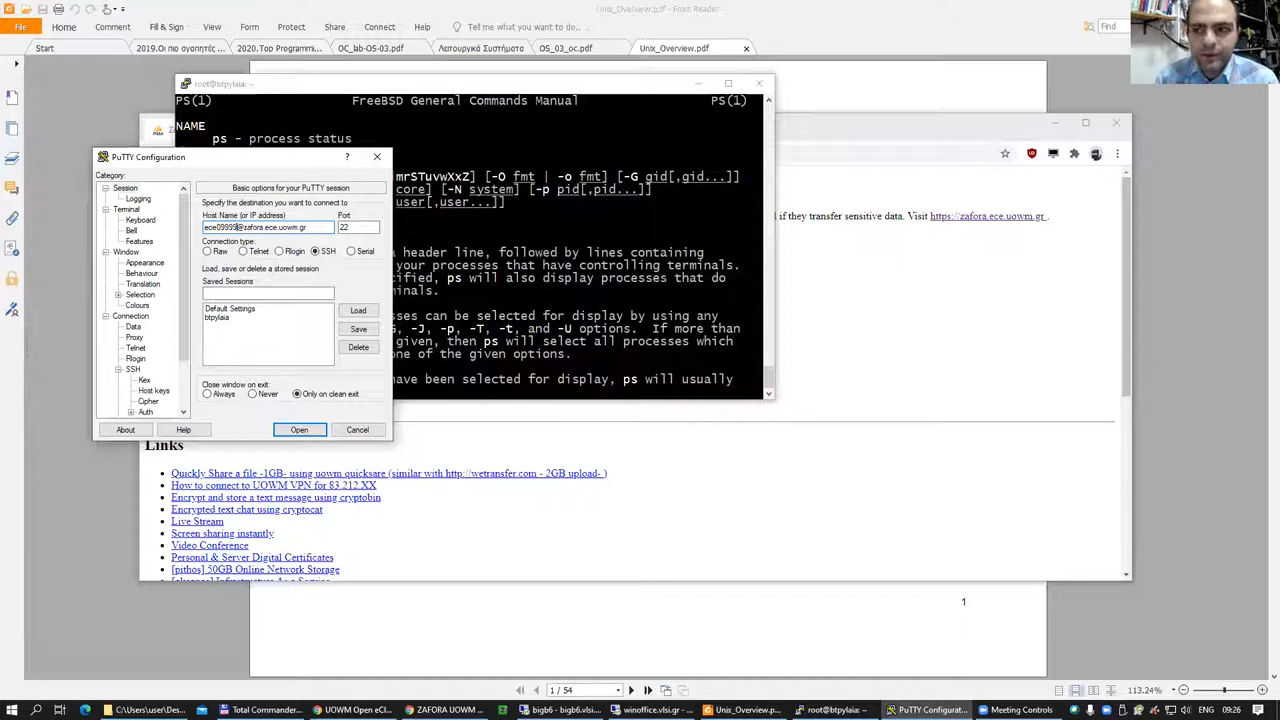 Unix_Overview.pdf - Foxit Reader
File
Home
Comment
Fill & Sign
View
Form
Protect
Share
Connect
Help
Tell me what you want to do...
Find
Start
2019.Οι πιο αγαπητές ...
2020.Top Programmi...
OC_lab-OS-03.pdf
Λειτουργικά Συστήματα
OS_03_oc.pdf
Unix_Overview.pdf
root@btpylaia: ~
PS(1) FreeBSD General Commands Manual PS(1)
NAME
ps – process status
mrSTuvwXxZ] [-O fmt | -o fmt] [-G gid[,gid...]]
core] [-N system] [-p pid[,pid...]]
user[,user...]]
a header line, followed by lines containing
your processes that have controlling terminals.
tified, ps will also display processes that do
minals.
esses can be selected for display by using any
-J, -p, -T, -t, and -U options. If more than
given, then ps will select all processes which
one of the given options.
have been selected for display, ps will usually
PuTTY Configuration
Category:
Session
Logging
Terminal
Keyboard
Bell
Features
Window
Appearance
Behaviour
Translation
Selection
Colours
Connection
Data
Proxy
Telnet
Rlogin
SSH
Kex
Host keys
Cipher
Auth
Basic options for your PuTTY session
Specify the destination you want to connect to
Host Name (or IP address)
Port
ece09999@zafora.ece.uowm.gr
22
Connection type:
Raw
Telnet
Rlogin
SSH
Serial
Load, save or delete a stored session
Saved Sessions
Default Settings
btpylaia
Load
Save
Delete
Close window on exit:
Always
Never
Only on clean exit
About
Help
Open
Cancel
if they transfer sensitive data. Visit https://zafora.ece.uowm.gr .
Links
Quickly Share a file -1GB- using uowm quicksare (similar with http://wetransfer.com - 2GB upload- )
How to connect to UOWM VPN for 83.212.XX
Encrypt and store a text message using cryptobin
Encrypted text chat using cryptocat
Live Stream
Screen sharing instantly
Video Conference
Personal & Server Digital Certificates
[pithos] 50GB Online Network Storage
1
1 / 54
113.24%
C:\Users\user\Des...
Total Commander...
UOWM Open eCl...
ZAFORA UOWM ...
bigb6 - bigb6.vlsi...
winoffice.vlsi.gr - ...
Unix_Overview.p...
root@btpylaia: ~
PuTTY Configurat...
Meeting Controls
ENG
09:26